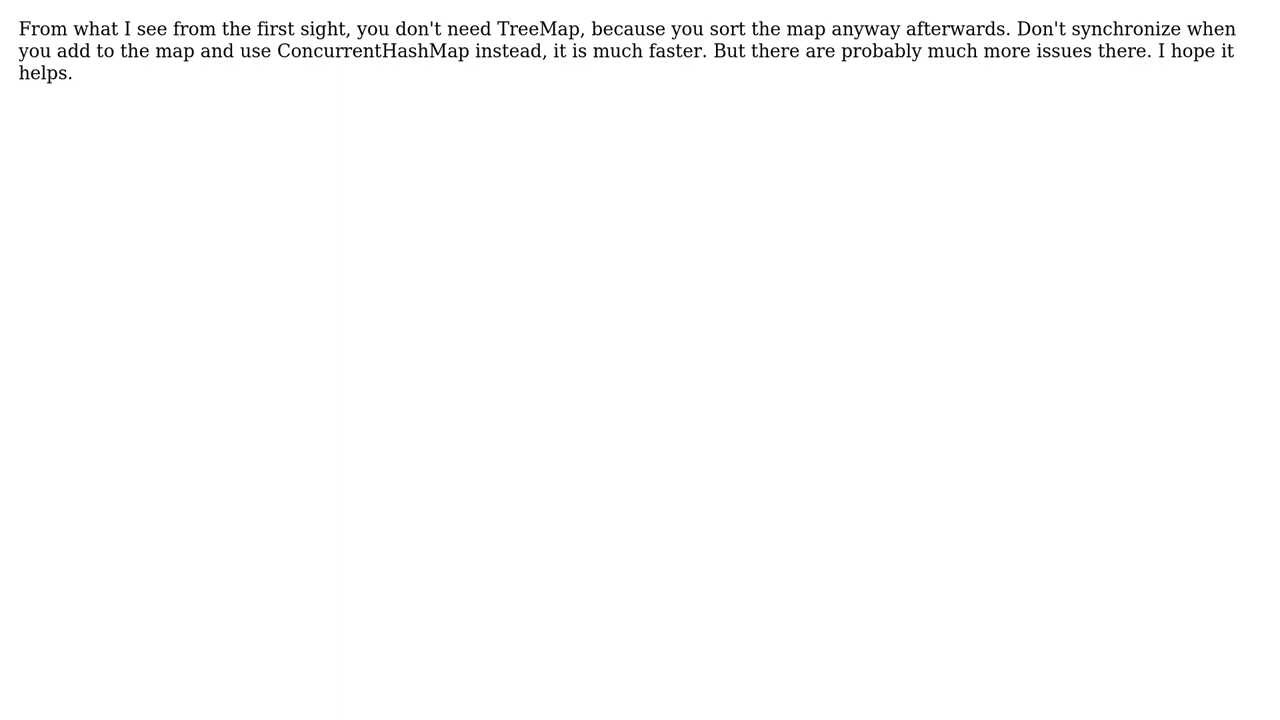 From what I see from the first sight, you don't need TreeMap, because you sort the map anyway afterwards. Don't synchronize when
you add to the map and use ConcurrentHashMap instead, it is much faster. But there are probably much more issues there. I hope it
helps.